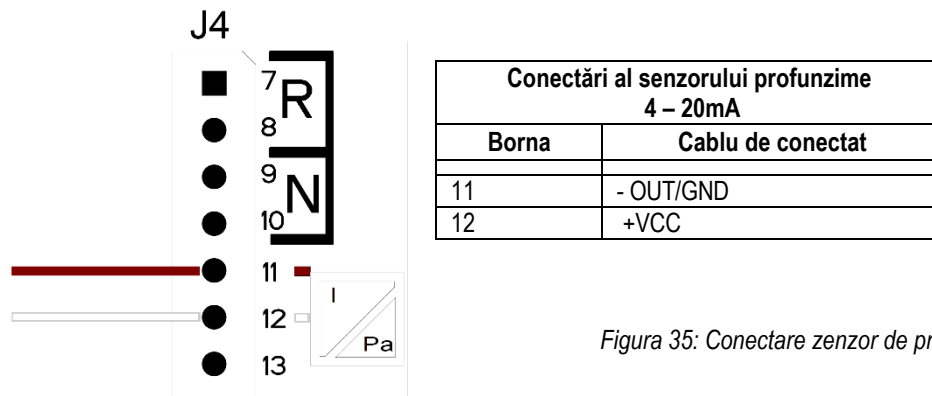 J4
7
R
8
9
N
10
11
12
13
I
Pa
Conectări al senzorului profunzime
4 – 20mA
Borna Cablu de conectat
11 - OUT/GND
12 +VCC
Figura 35: Conectare zenzor de pr